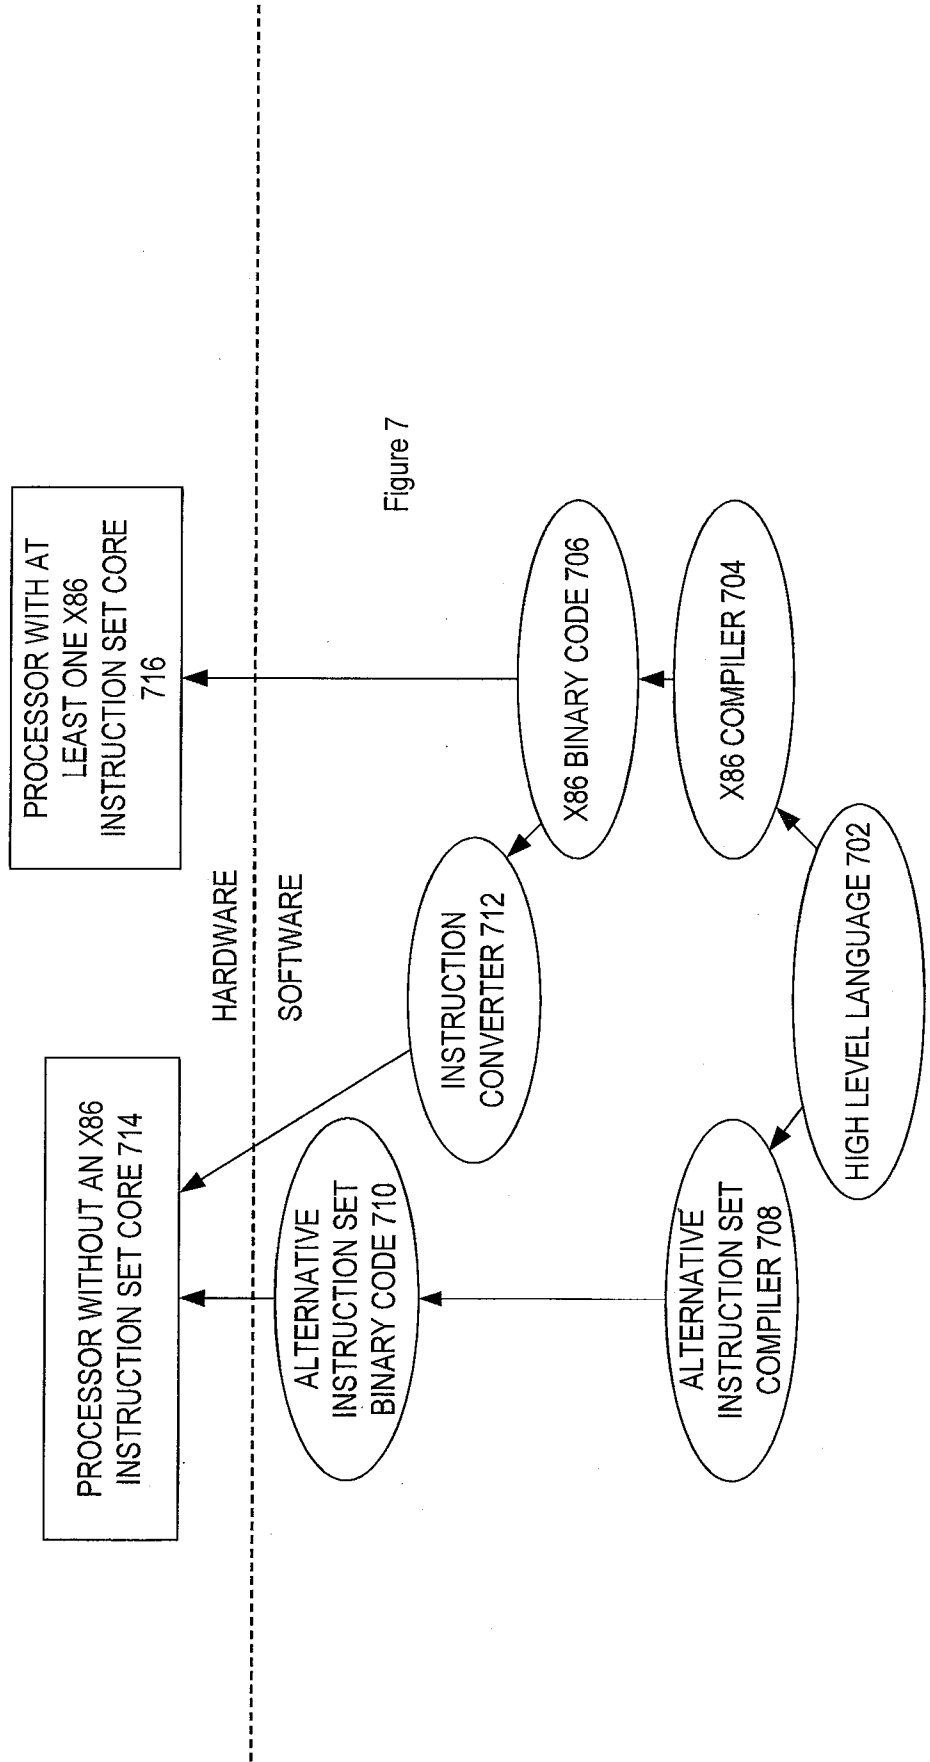 PROCESSOR WITHOUT AN X86
INSTRUCTION SET CORE 714
PROCESSOR WITH AT
LEAST ONE X86
INSTRUCTION SET CORE
716
HARDWARE
SOFTWARE
ALTERNATIVE
INSTRUCTION SET
BINARY CODE 710
INSTRUCTION
CONVERTER 712
Figure 7
X86 BINARY CODE 706
ALTERNATIVE
INSTRUCTION SET
COMPILER 708
X86 COMPILER 704
HIGH LEVEL LANGUAGE 702